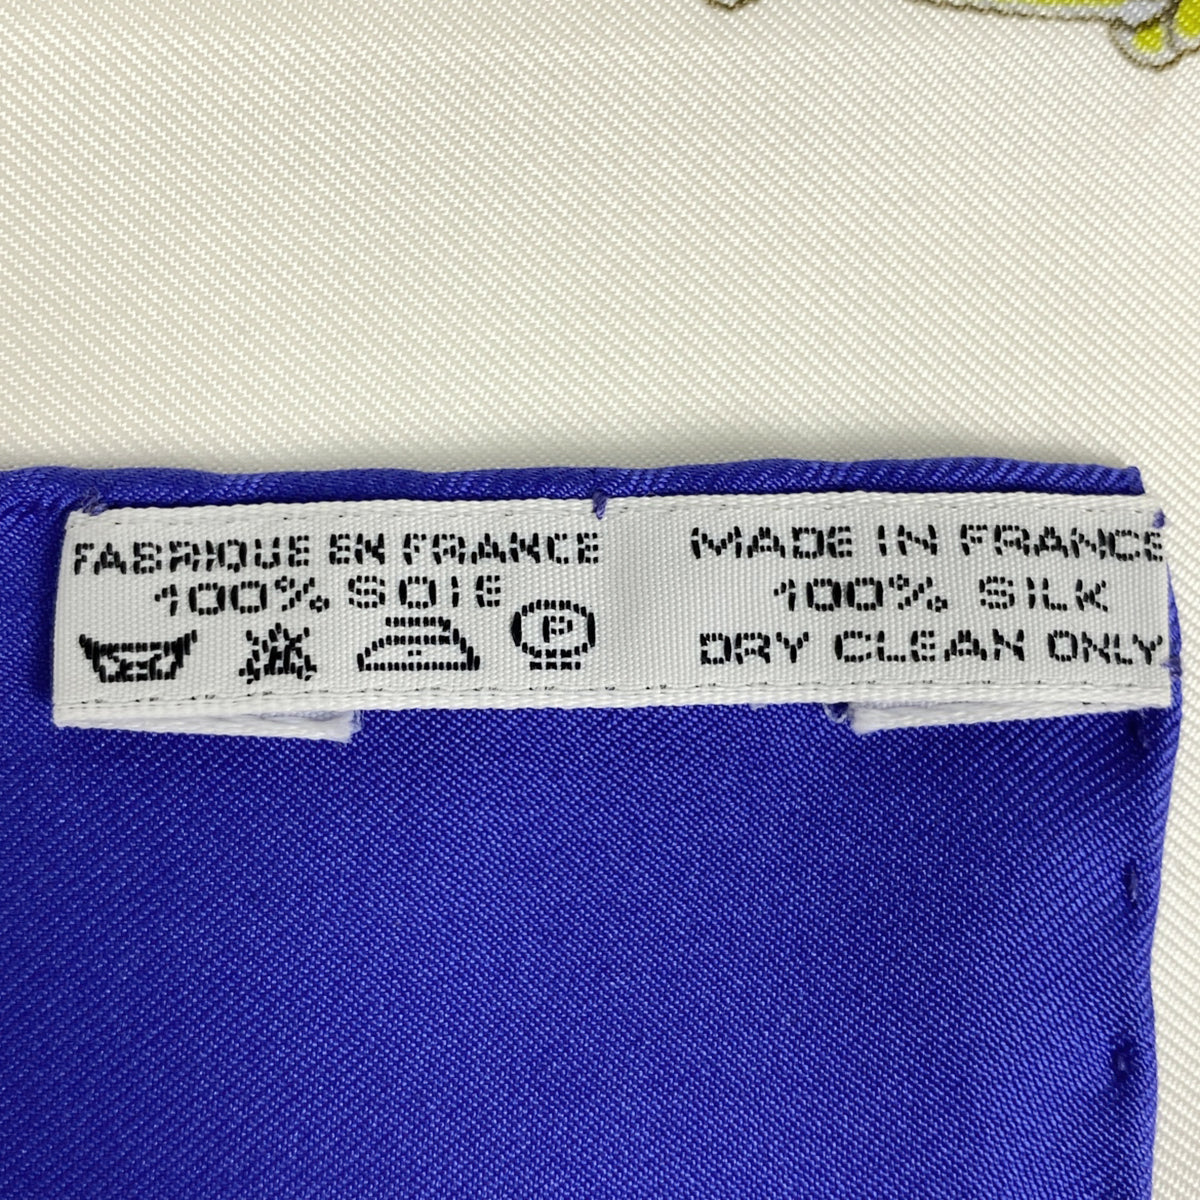 FABRIQUE EN FRANCE
100% SOIE
P
MADE IN FRANCE
100% SILK
DRY CLEAN ONLY